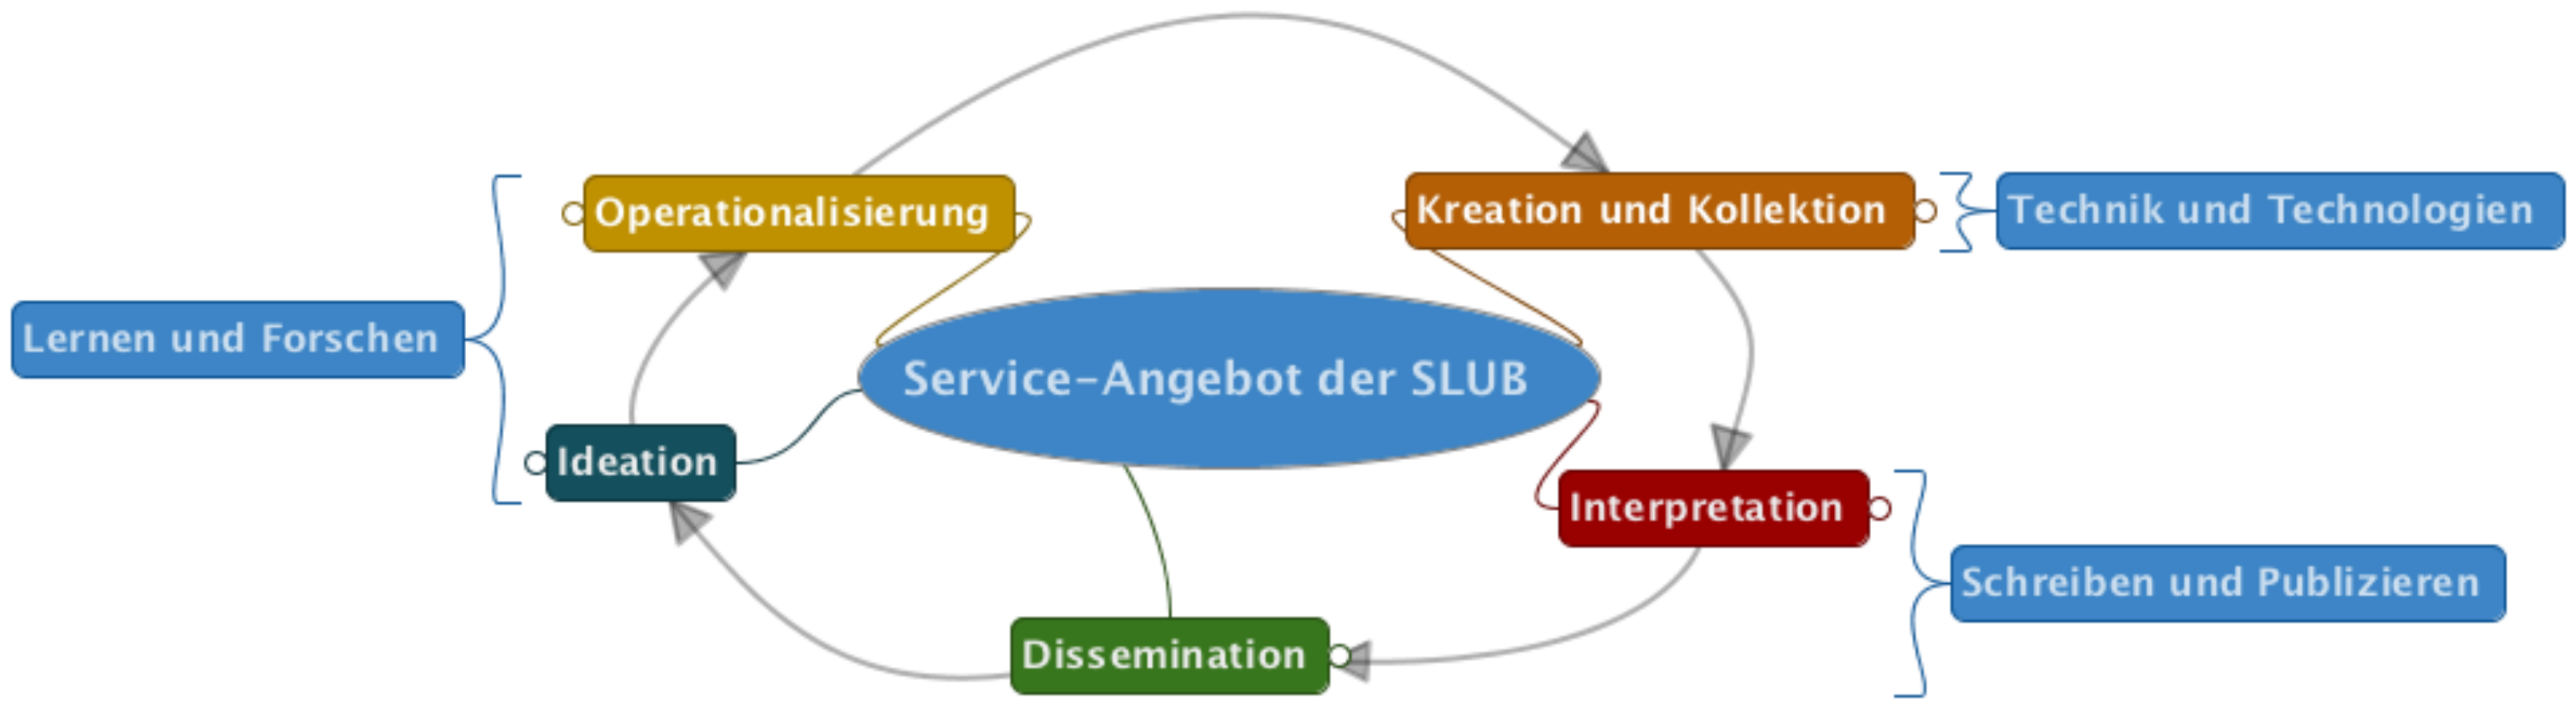 Operationalisierung
Kreation und Kollektion
Technik und Technologien
Lernen und Forschen
Service-Angebot der SLUB
Ideation
Interpretation
Schreiben und Publizieren
Dissemination